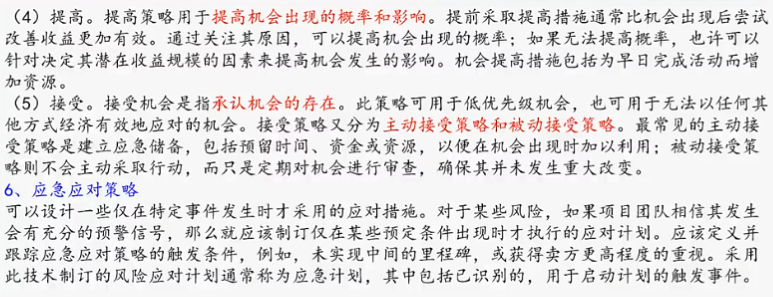 （4）提高。提高策略用于提高机会出现的概率和影响。提前采取提高措施通常比机会出现后尝试
改善收益更加有效。通过关注其原因，可以提高机会出现的概率；如果无法提高概率，也许可以
针对决定其潜在收益规模的因素来提高机会发生的影响。机会提高措施包括为早日完成活动而增
加资源。
（5）接受。接受机会是指承认机会的存在。此策略可用于低优先级机会，也可用于无法以任何其
他方式经济有效地应对的机会。接受策略又分为主动接受策略和被动接受策略。最常见的主动接
受策略是建立应急储备，包括预留时间、资金或资源，以便在机会出现时加以利用；被动接受策
略则不会主动采取行动，而只是定期对机会进行审查，确保其并未发生重大改变。
6、应急应对策略
可以设计一些仅在特定事件发生时才采用的应对措施。对于某些风险，如果项目团队相信其发生
会有充分的预警信号，那么就应该制订仅在某些预定条件出现时才执行的应对计划。应该定义并
跟踪应急应对策略的触发条件，例如，未实现中间的里程碑，或获得卖方更高程度的重视。采用
此技术制订的风险应对计划通常称为应急计划，其中包括已识别的，用于启动计划的触发事件。